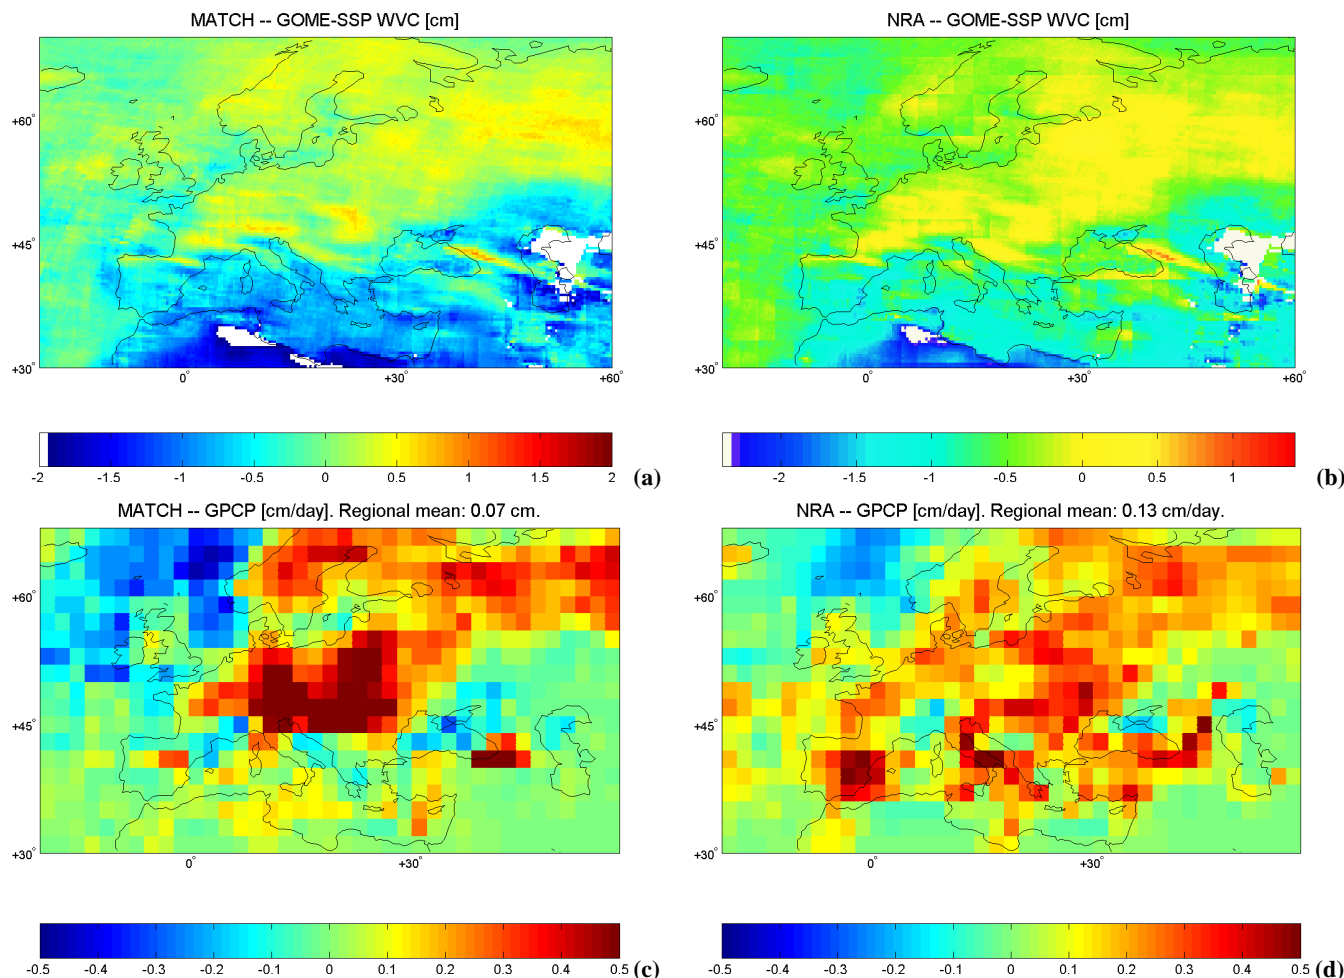 MATCH -- GOME-SSP WVC [cm]
+60°
+45°
+30°
0°
+30°
+60°
-2 -1.5 -1 -0.5 0 0.5 1 1.5 2
(a)
NRA -- GOME-SSP WVC [cm]
+60°
+45°
+30°
0°
+30°
+60°
-2 -1.5 -1 -0.5 0 0.5 1
(b)
MATCH -- GPCP [cm/day]. Regional mean: 0.07 cm.
+60°
+45°
+30°
0°
+30°
-0.5 -0.4 -0.3 -0.2 -0.1 0 0.1 0.2 0.3 0.4 0.5
(c)
NRA -- GPCP [cm/day]. Regional mean: 0.13 cm/day.
+60°
+45°
+30°
0°
+30°
-0.5 -0.4 -0.3 -0.2 -0.1 0 0.1 0.2 0.3 0.4 0.5
(d)